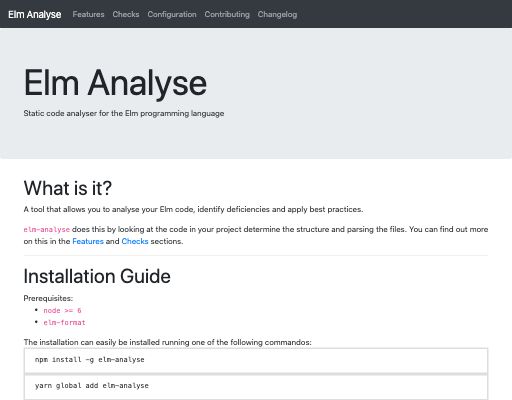 Elm Analyse Features Checks Configuration Contributing Changelog
Elm Analyse
Static code analyser for the Elm programming language
What is it?
A tool that allows you to analyse your Elm code, identify deficiencies and apply best practices.
elm-analyse does this by looking at the code in your project determine the structure and parsing the files. You can find out more
on this in the Features and Checks sections.
Installation Guide
Prerequisites:
• node >= 6
• elm-format
The installation can easily be installed running one of the following commandos:
npm install -g elm-analyse
yarn global add elm-analyse